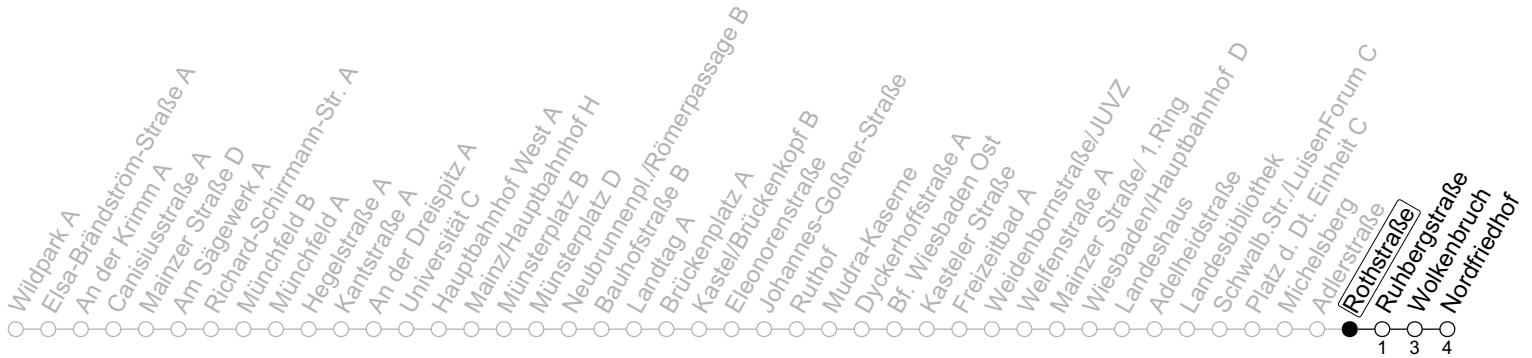 Wildpark A
Elsa-Brändström-Straße A
An der Krimm A
Canisiusstraße A
Mainzer Straße D
Am Sägewerk A
Richard-Schirrmann-Str. A
Münchfeld B
Münchfeld A
Hegelstraße A
Kantstraße A
An der Dreispitz A
Universität C
Hauptbahnhof West A
Mainz/Hauptbahnhof H
Münsterplatz B
Münsterplatz D
Neubrunnenpl./Römerpassage B
Bauhofstraße B
Landtag A
Brückenplatz A
Kastel/Brückenkopf B
Eleonorenstraße
Johannes-Goßner-Straße
Ruthof
Mudra-Kaserne
Dyckerhoffstraße A
Bf. Wiesbaden Ost
Kasteler Straße
Freizeitbad A
Weidenbornstraße/JUVZ
Welfenstraße A
Mainzer Straße/ 1.Ring
Wiesbaden/Hauptbahnhof D
Landeshaus
Adelheidstraße
Landesbibliothek
Schwalb.Str./LuisenForum C
Platz d. Dt. Einheit C
Michelsberg
Adlerstraße
Rothstraße
Ruhbergstraße
Wolkenbruch
Nordfriedhof
1 3 4